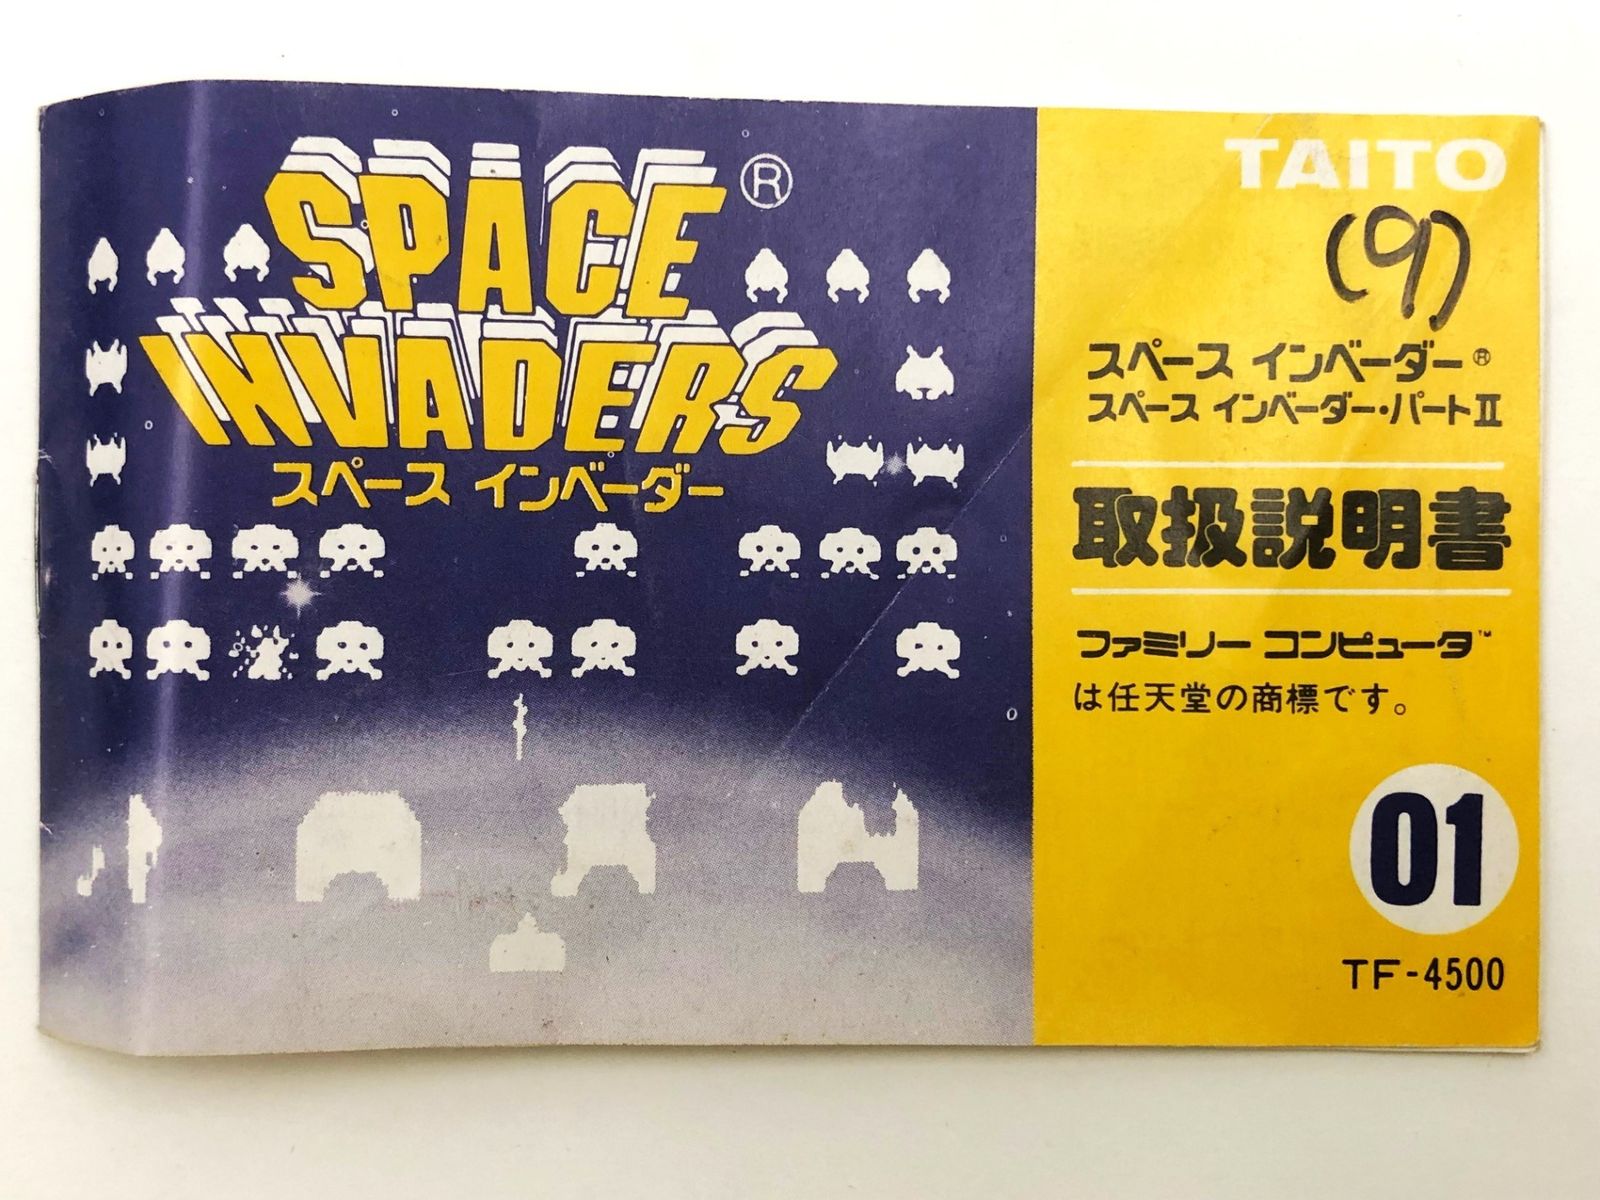 SPACE®
INVADERS
スペース インベーダー
TAITO
(9)
スペース インベーダー®
スペース インベーダー・パートII
取扱説明書
ファミリー コンピュータ™
は任天堂の商標です。
01
TF-4500